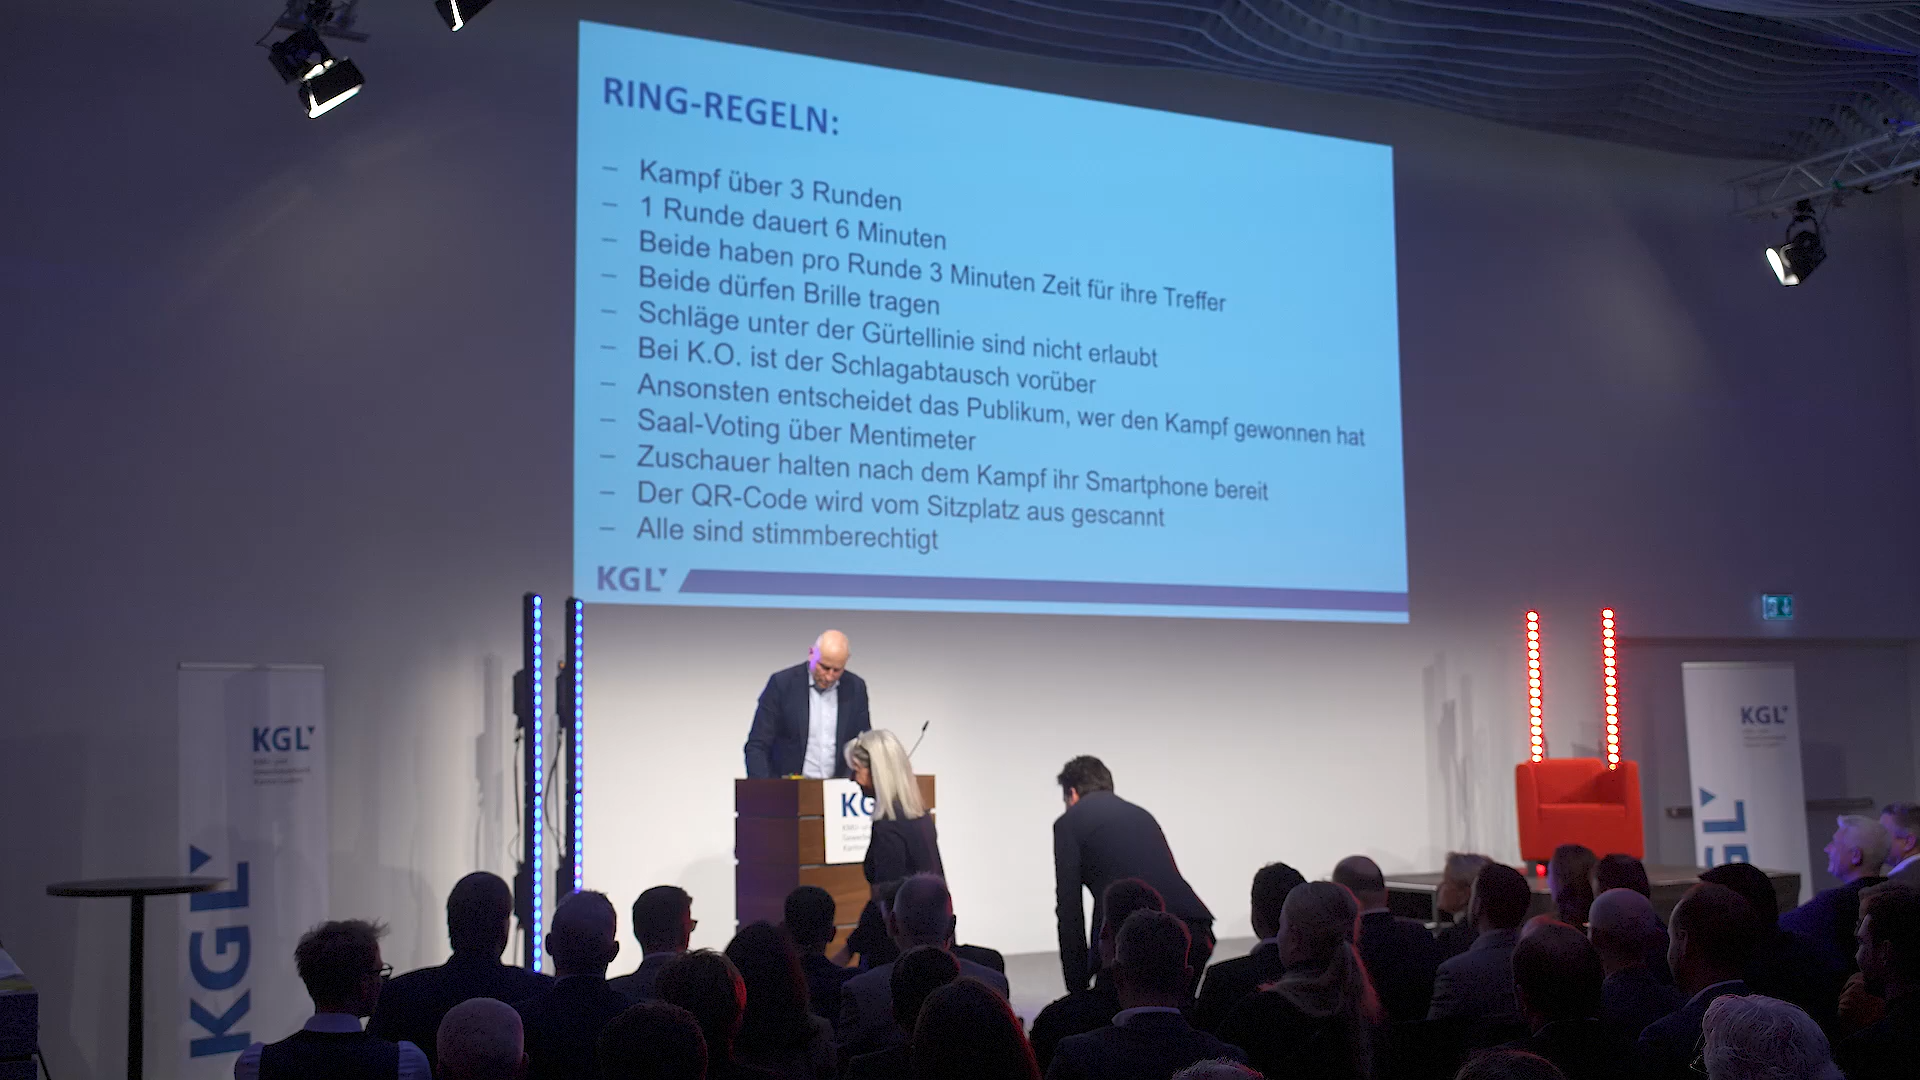 RING-REGELN:
– Kampf über 3 Runden
– 1 Runde dauert 6 Minuten
– Beide haben pro Runde 3 Minuten Zeit für ihre Treffer
– Beide dürfen Brille tragen
– Schläge unter der Gürtellinie sind nicht erlaubt
– Bei K.O. ist der Schlagabtausch vorüber
– Ansonsten entscheidet das Publikum, wer den Kampf gewonnen hat
– Saal-Voting über Mentimeter
– Zuschauer halten nach dem Kampf ihr Smartphone bereit
– Der QR-Code wird vom Sitzplatz aus gescannt
– Alle sind stimmberechtigt
KGL
KGL
KGL
KG
KGL
GL